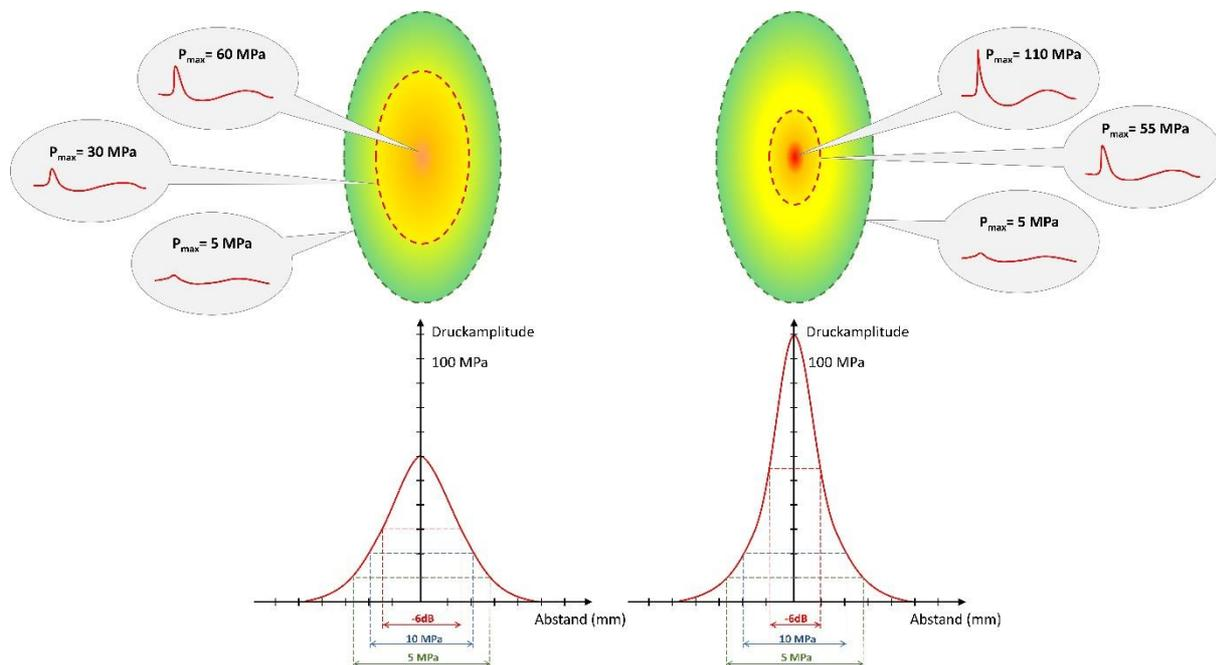 P_max= 60 MPa
P_max= 30 MPa
P_max= 5 MPa
P_max= 110 MPa
P_max= 55 MPa
P_max= 5 MPa
Druckamplitude
100 MPa
Abstand (mm)
-6dB
10 MPa
5 MPa
Druckamplitude
100 MPa
Abstand (mm)
-6dB
10 MPa
5 MPa